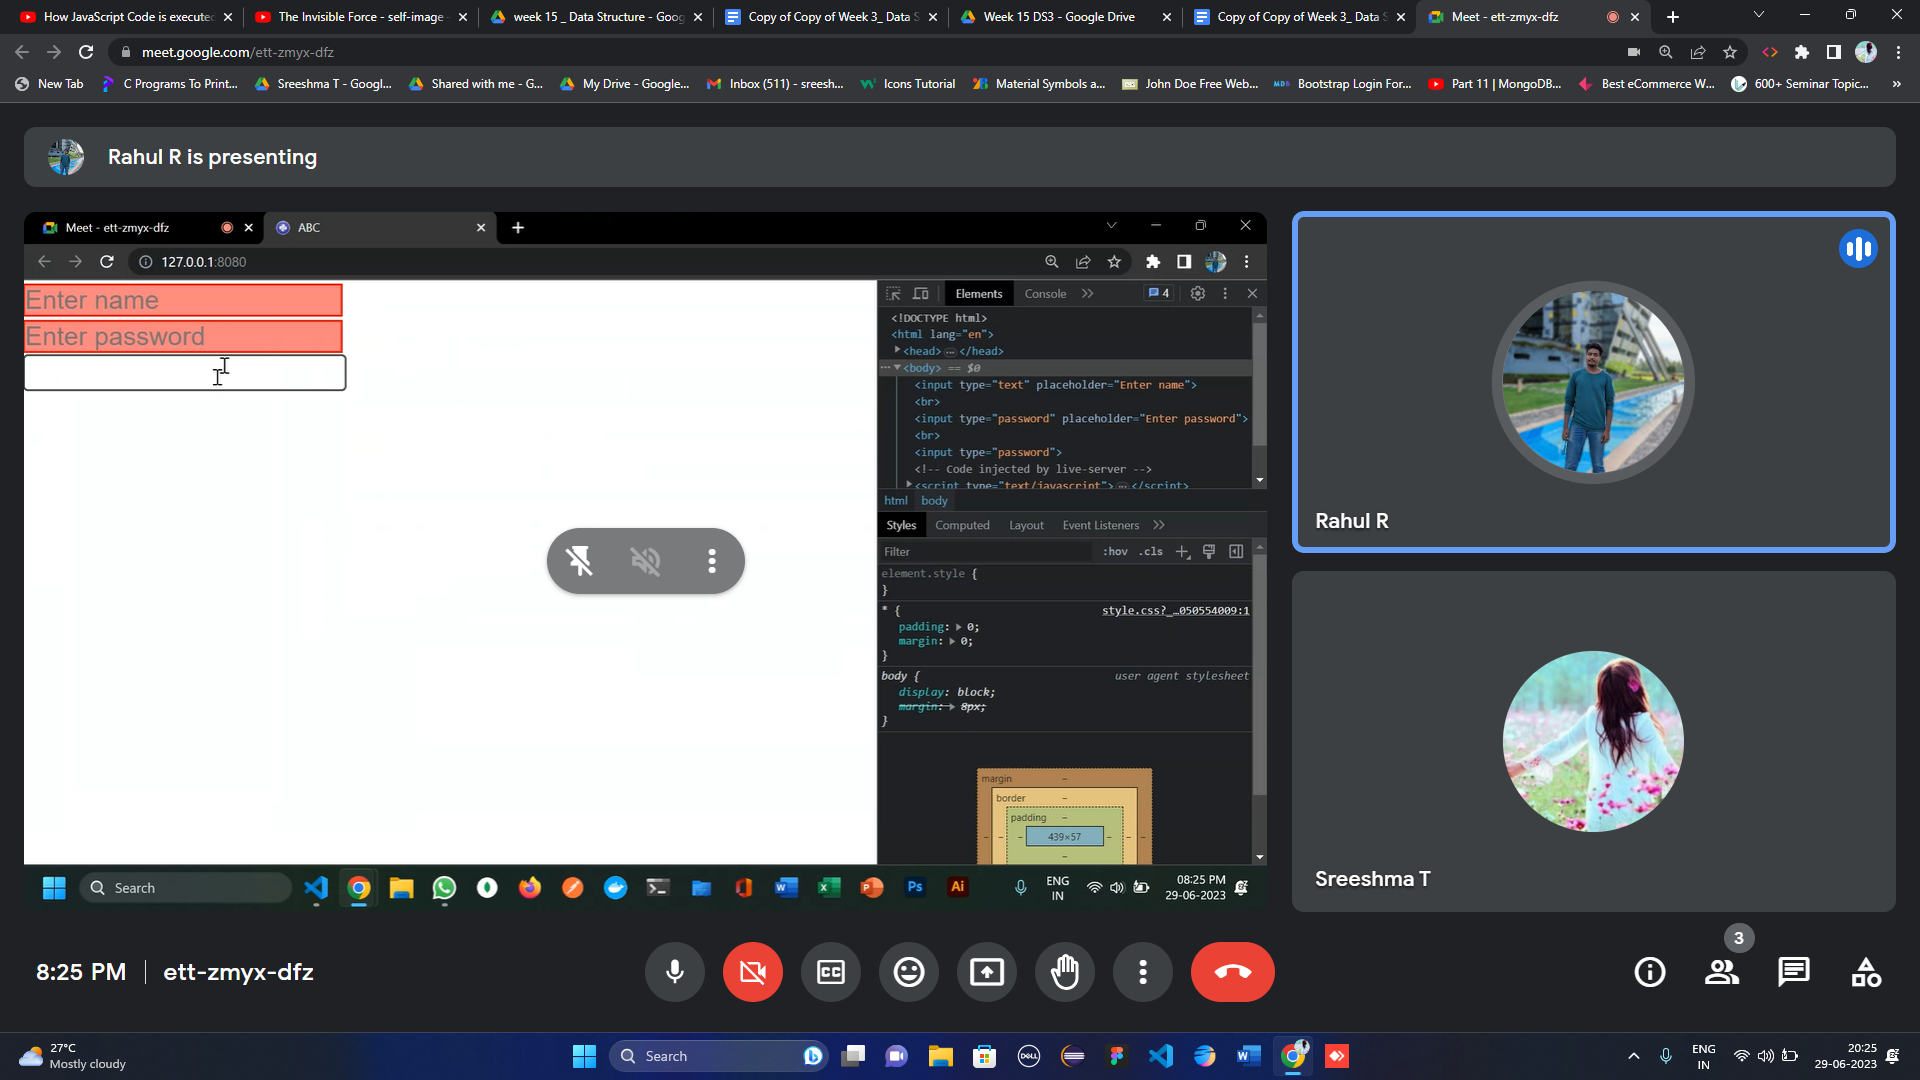 How JavaScript Code is execute
The Invisible Force - self-image
week 15 _ Data Structure - Goog
Copy of Copy of Week 3_ Data S
Week 15 DS3 - Google Drive
Copy of Copy of Week 3_ Data S
Meet - ett-zmyx-dfz
meet.google.com/ett-zmyx-dfz
New Tab
C Programs To Print...
Sreeshma T - Googl...
Shared with me - G...
My Drive - Google...
Inbox (511) - sreesh...
Icons Tutorial
Material Symbols a...
John Doe Free Web...
Bootstrap Login For...
Part 11 | MongoDB...
Best eCommerce W...
600+ Seminar Topic...
Rahul R is presenting
Meet - ett-zmyx-dfz
ABC
127.0.0.1:8080
Enter name
Enter password
Elements
Console
4
<!DOCTYPE html>
<html lang="en">
<head> … </head>
<body> == $0
<input type="text" placeholder="Enter name">
<br>
<input type="password" placeholder="Enter password">
<br>
<input type="password">
<!-- Code injected by live-server -->
<script type="text/javascript"> … </script>
html body
Styles
Computed
Layout
Event Listeners
Filter
:hov .cls
element.style {
}
* {
style.css?_…050554009:1
padding: 0;
margin: 0;
}
body {
user agent stylesheet
display: block;
margin: 8px;
}
margin
border
padding
439×57
Search
ENG
IN
08:25 PM
29-06-2023
Rahul R
Sreeshma T
8:25 PM
ett-zmyx-dfz
3
27°C
Mostly cloudy
Search
ENG
IN
20:25
29-06-2023